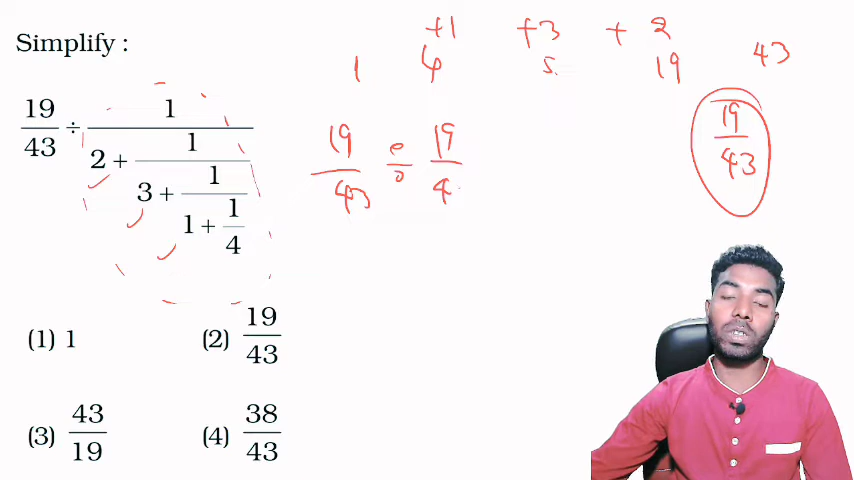 Simplify :
+1 +3 + 2
1 4 5 19 43
19/43 ÷ 1/(2 + 1/(3 + 1/(1 + 1/4)))
19/43 ÷ 19/4
19/43
(1) 1 (2) 19/43
(3) 43/19 (4) 38/43